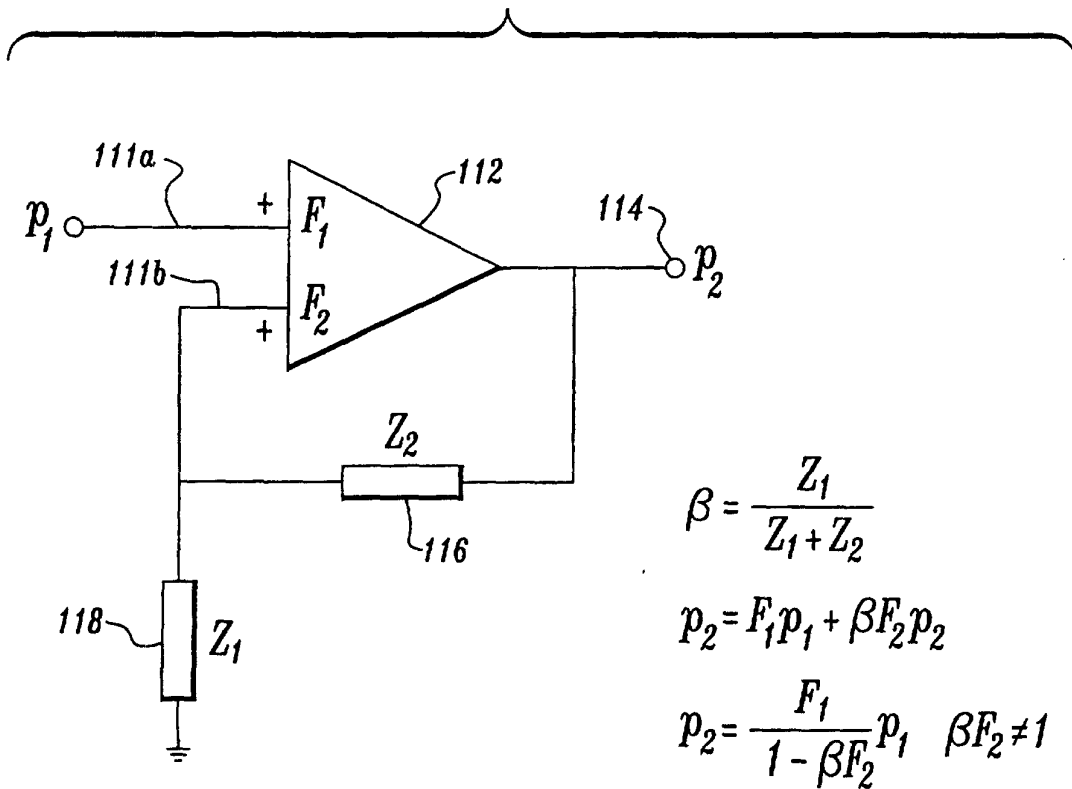 111a
112
+
F₁
p₁
114
p₂
111b
F₂
+
Z₂
116
β = Z₁ / (Z₁ + Z₂)
118
Z₁
p₂ = F₁p₁ + βF₂p₂
p₂ = F₁ / (1 - βF₂) p₁ βF₂ ≠ 1